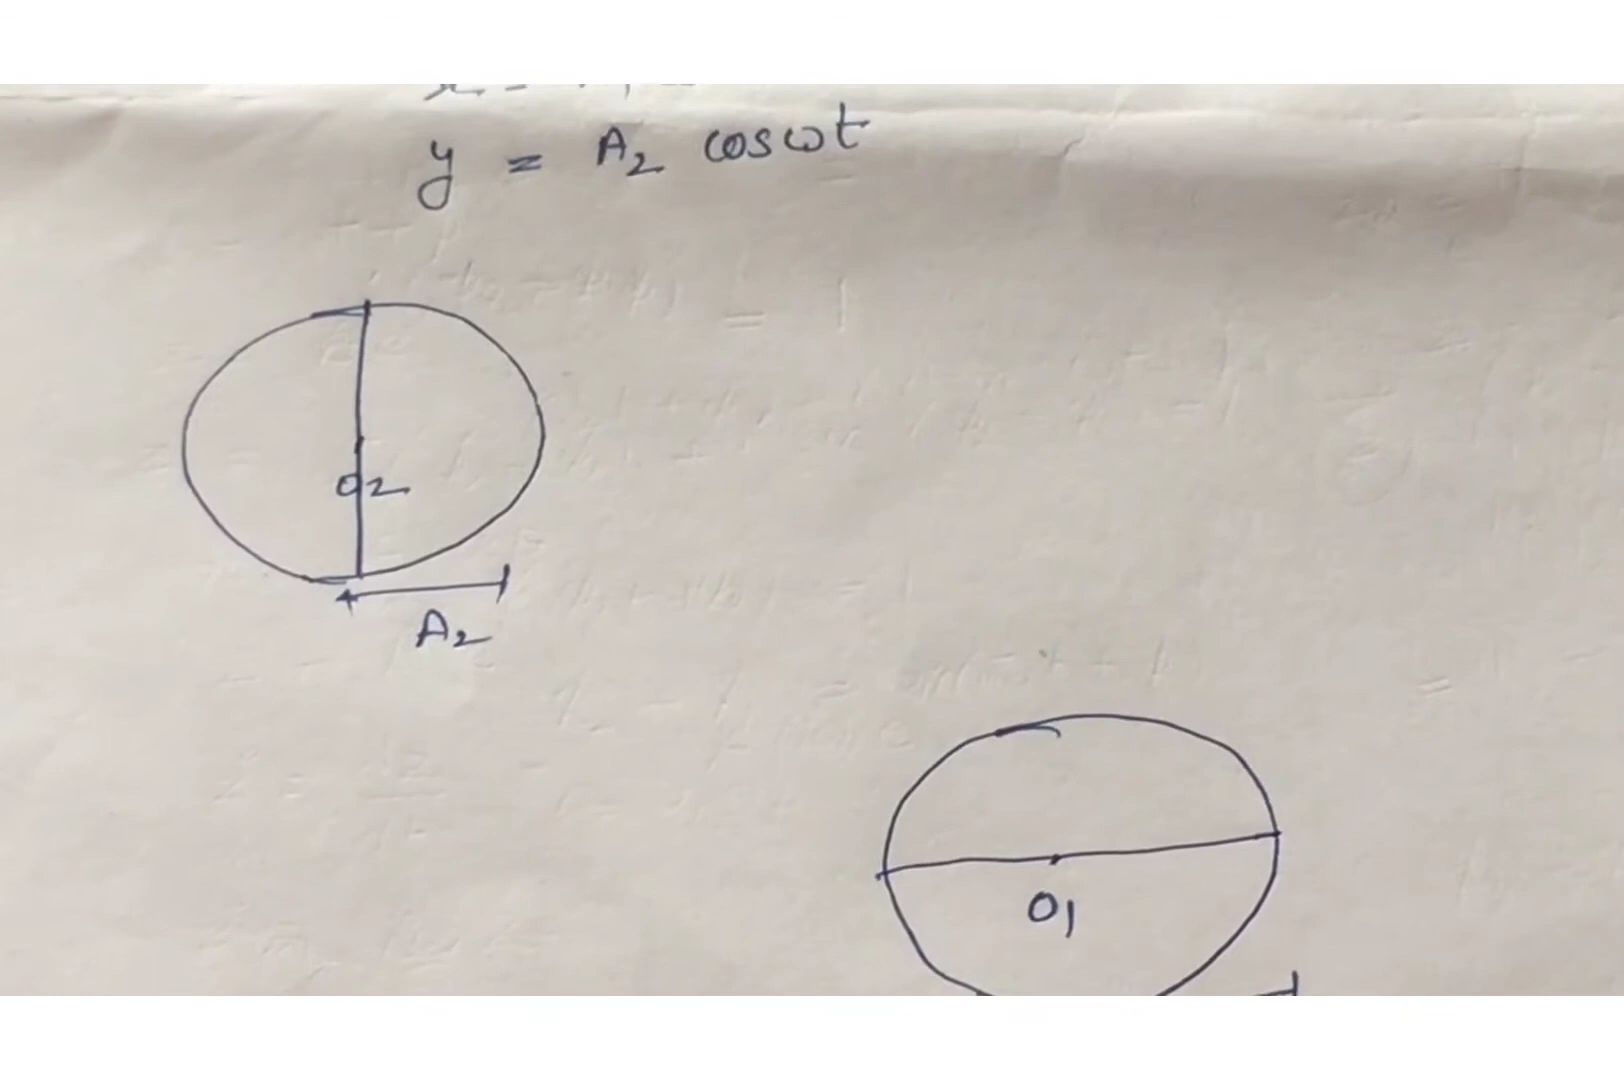 y = A₂ cosωt
O₂
A₂
O₁